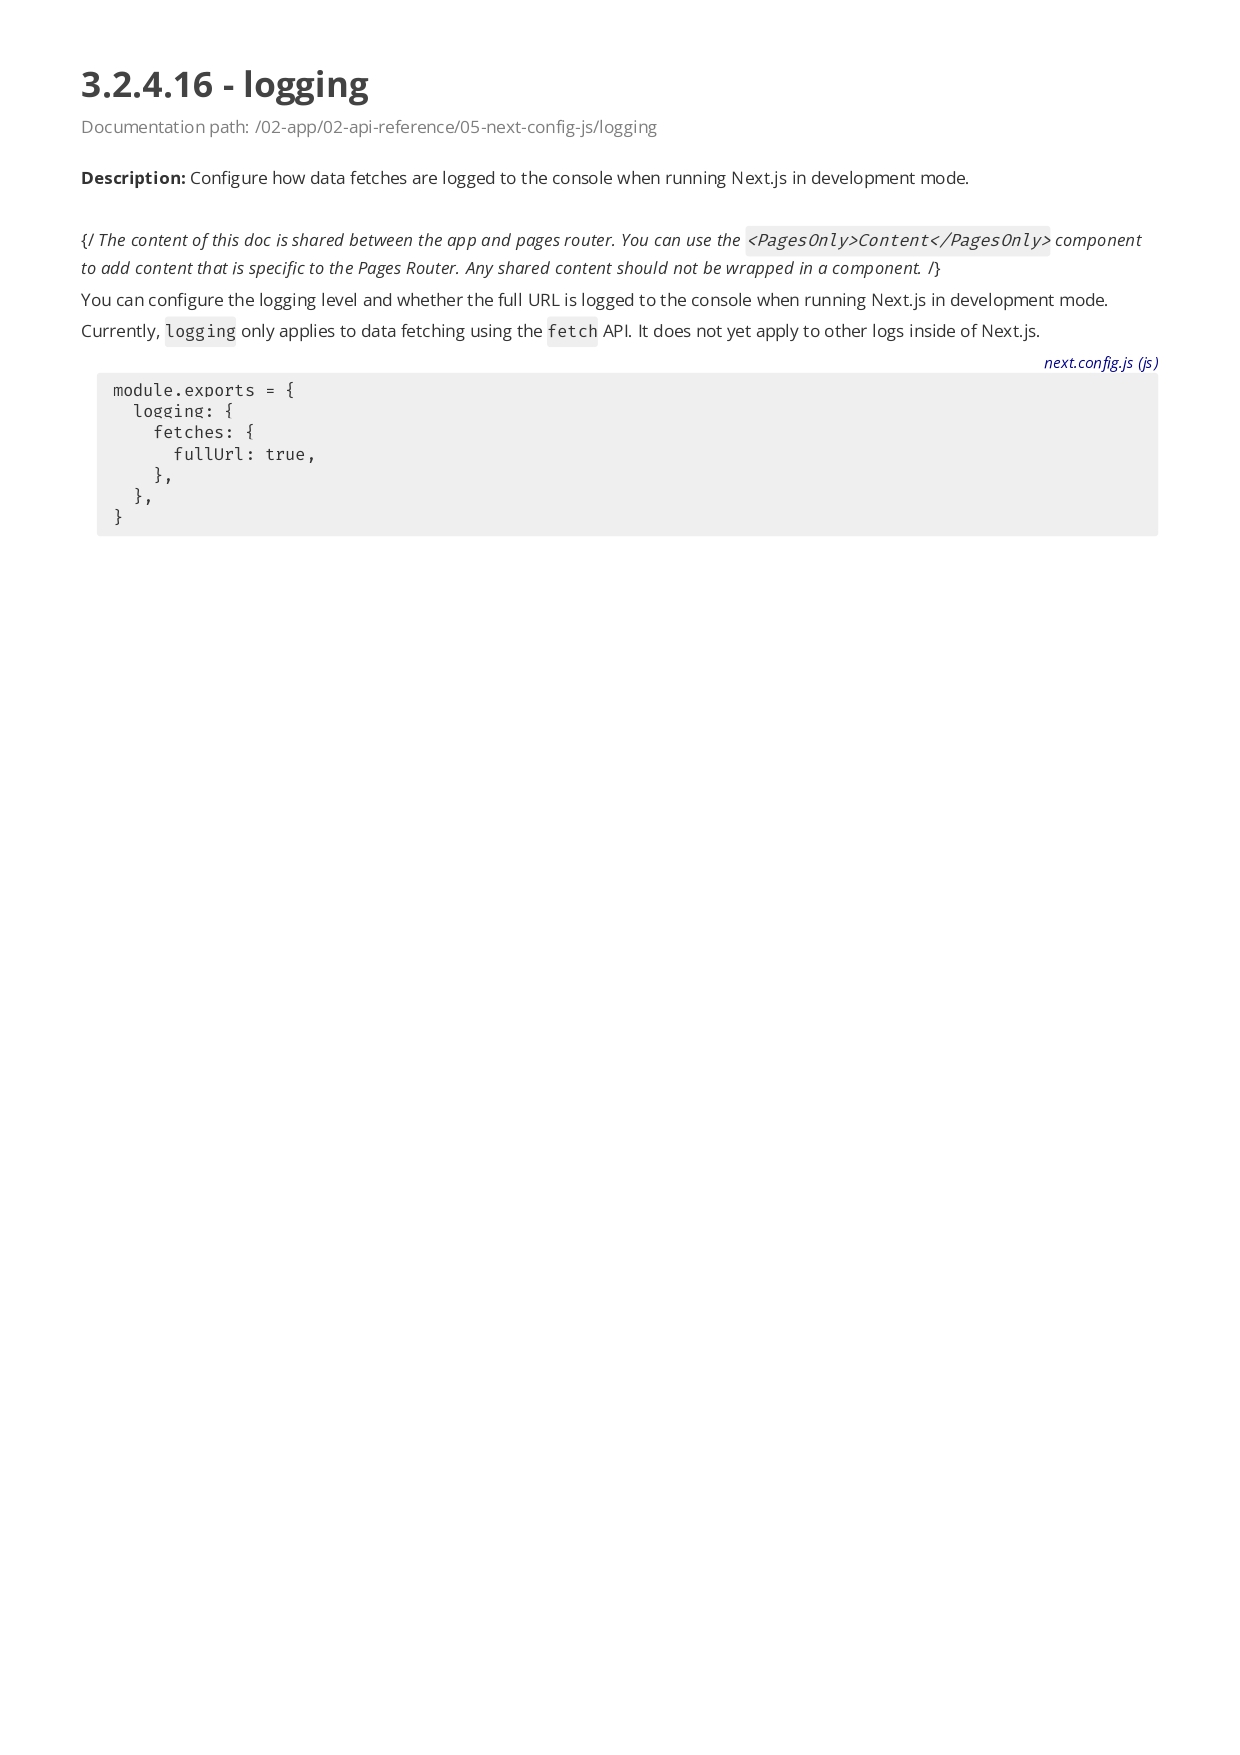 3.2.4.16 - logging
Documentation path: /02-app/02-api-reference/05-next-config-js/logging
Description: Configure how data fetches are logged to the console when running Next.js in development mode.
{/ The content of this doc is shared between the app and pages router. You can use the <PagesOnly>Content</PagesOnly> component
to add content that is specific to the Pages Router. Any shared content should not be wrapped in a component. /}
You can configure the logging level and whether the full URL is logged to the console when running Next.js in development mode.
Currently, logging only applies to data fetching using the fetch API. It does not yet apply to other logs inside of Next.js.
next.config.js (js)
module.exports = {
  logging: {
    fetches: {
      fullUrl: true,
    },
  },
}